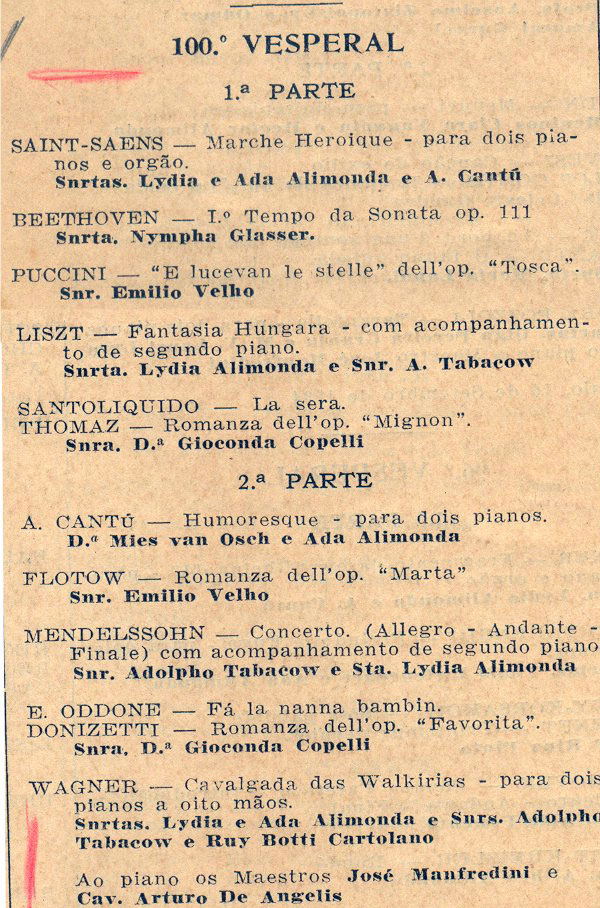 100.º VESPERAL
1.ª PARTE
SAINT-SAENS — Marche Heroique - para dois pia-
nos e orgão.
Snrtas. Lydia e Ada Alimonda e A. Cantú
BEETHOVEN — I.º Tempo da Sonata op. 111
Snrta. Nympha Glasser.
PUCCINI — “E lucevan le stelle” dell'op. “Tosca”.
Snr. Emilio Velho
LISZT — Fantasia Hungara - com acompanhamen-
to de segundo piano.
Snrta. Lydia Alimonda e Snr. A. Tabacow
SANTOLIQUIDO — La sera.
THOMAZ — Romanza dell'op. “Mignon”.
Snra. D.ª Gioconda Copelli
2.ª PARTE
A. CANTÚ — Humoresque - para dois pianos.
D.ª Mies van Osch e Ada Alimonda
FLOTOW — Romanza dell'op. “Marta”
Snr. Emilio Velho
MENDELSSOHN — Concerto. (Allegro - Andante -
Finale) com acompanhamento de segundo piano
Snr. Adolpho Tabacow e Sta. Lydia Alimonda
E. ODDONE — Fá la nanna bambin.
DONIZETTI — Romanza dell'op. “Favorita”.
Snra. D.ª Gioconda Copelli
WAGNER — Cavalgada das Walkirias - para dois
pianos a oito mãos.
Snrtas. Lydia e Ada Alimonda e Snrs. Adolpho
Tabacow e Ruy Botti Cartolano
Ao piano os Maestros José Manfredini e
Cav. Arturo De Angelis